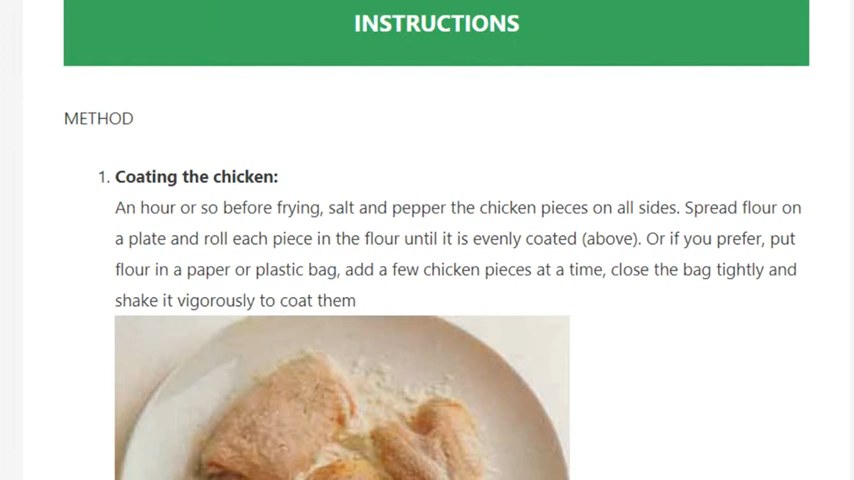 INSTRUCTIONS
METHOD
1. Coating the chicken:
An hour or so before frying, salt and pepper the chicken pieces on all sides. Spread flour on
a plate and roll each piece in the flour until it is evenly coated (above). Or if you prefer, put
flour in a paper or plastic bag, add a few chicken pieces at a time, close the bag tightly and
shake it vigorously to coat them